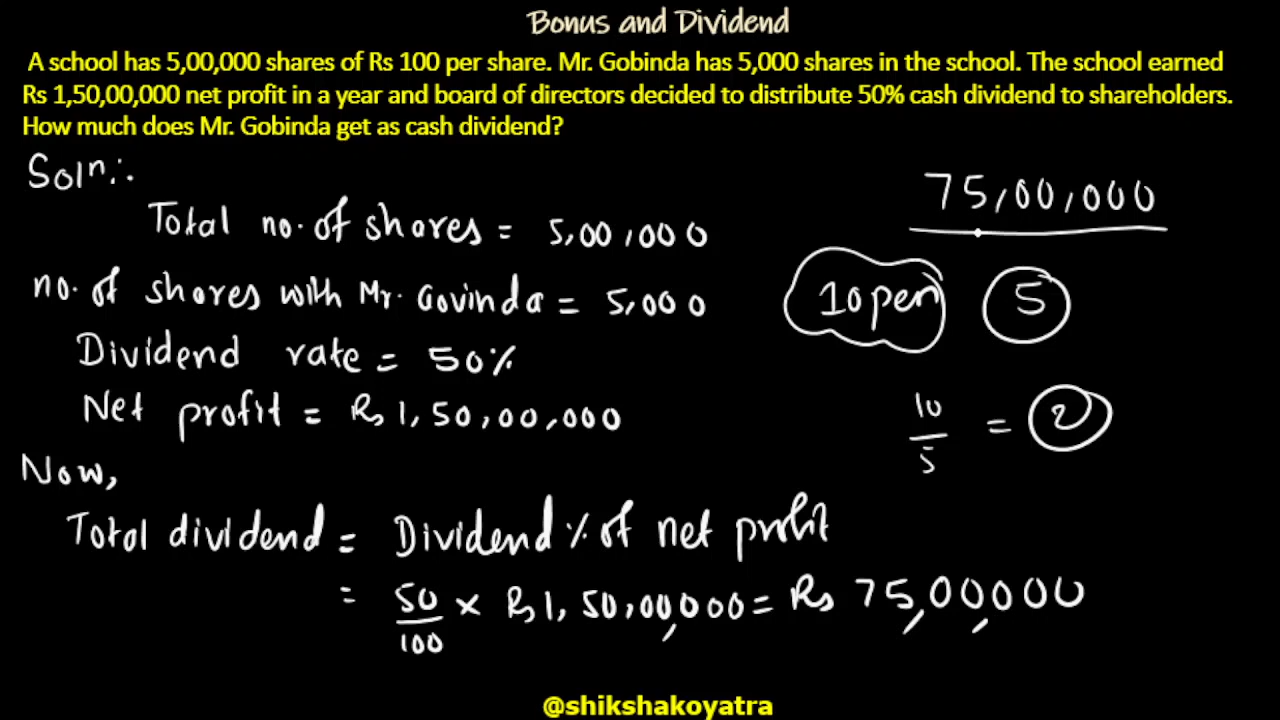 Bonus and Dividend
A school has 5,00,000 shares of Rs 100 per share. Mr. Gobinda has 5,000 shares in the school. The school earned
Rs 1,50,00,000 net profit in a year and board of directors decided to distribute 50% cash dividend to shareholders.
How much does Mr. Gobinda get as cash dividend?
Solⁿ:
Total no. of shares = 5,00,000
no. of shares with Mr. Govinda = 5,000
Dividend rate = 50%
Net profit = Rs 1,50,00,000
75,00,000
10 pen 5
10/5 = 2
Now,
Total dividend = Dividend % of net profit
= 50/100 × Rs 1,50,00,000 = Rs 75,00,000
@shikshakoyatra